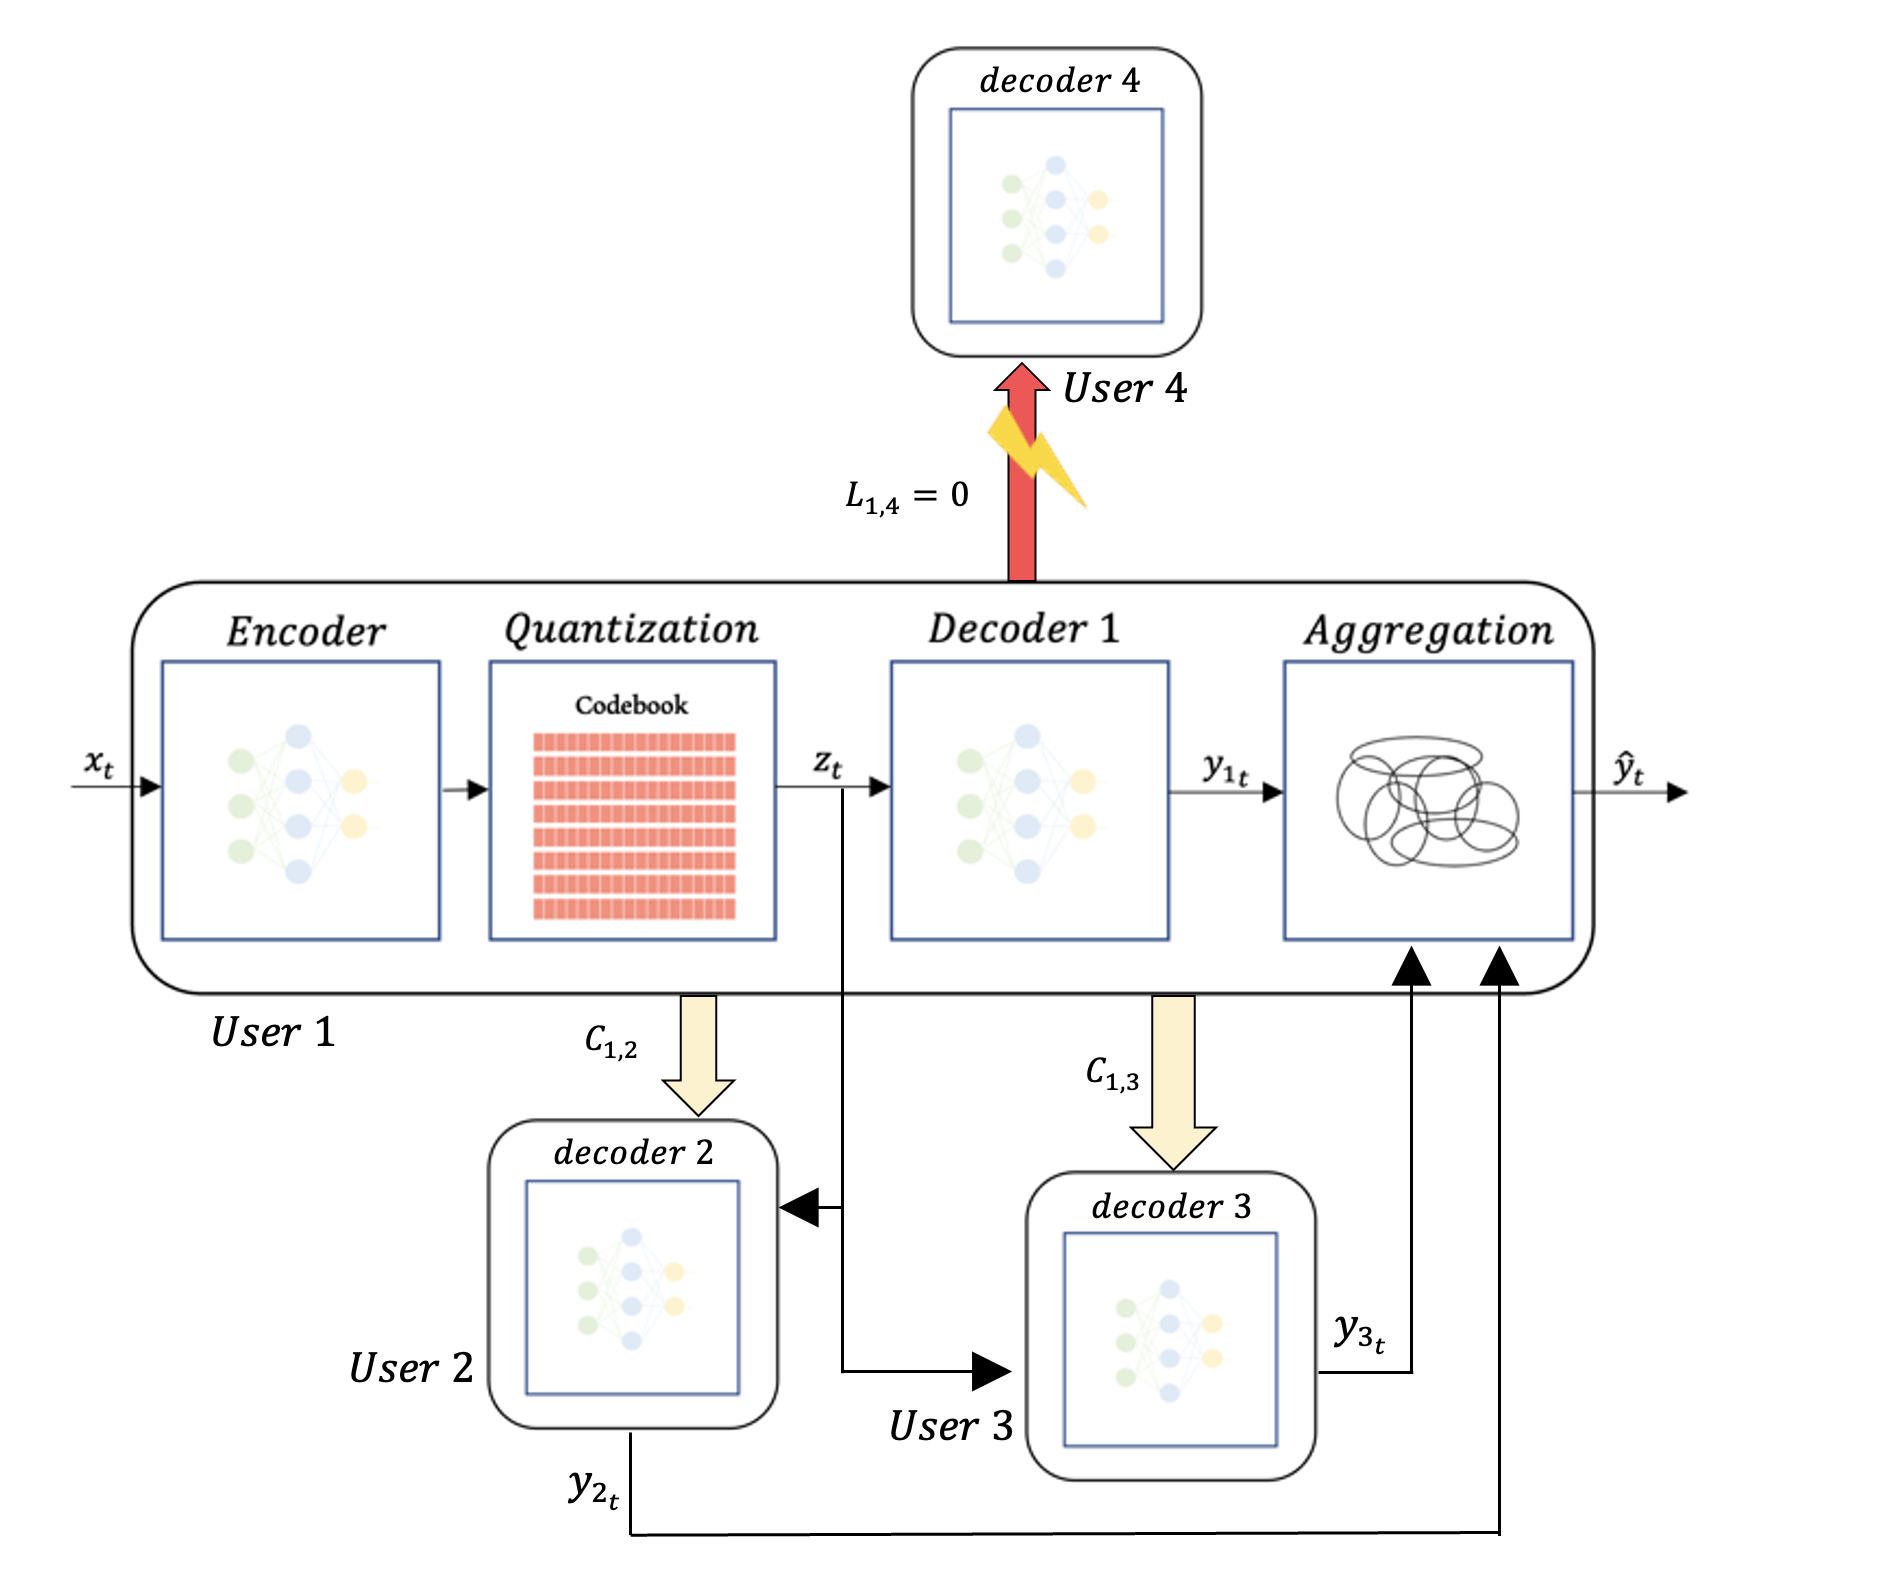 decoder 4
User 4
L1,4 = 0
Encoder
Quantization
Decoder 1
Aggregation
Codebook
xt
zt
y1t
ŷt
User 1
C1,2
C1,3
decoder 2
decoder 3
User 2
y3t
User 3
y2t